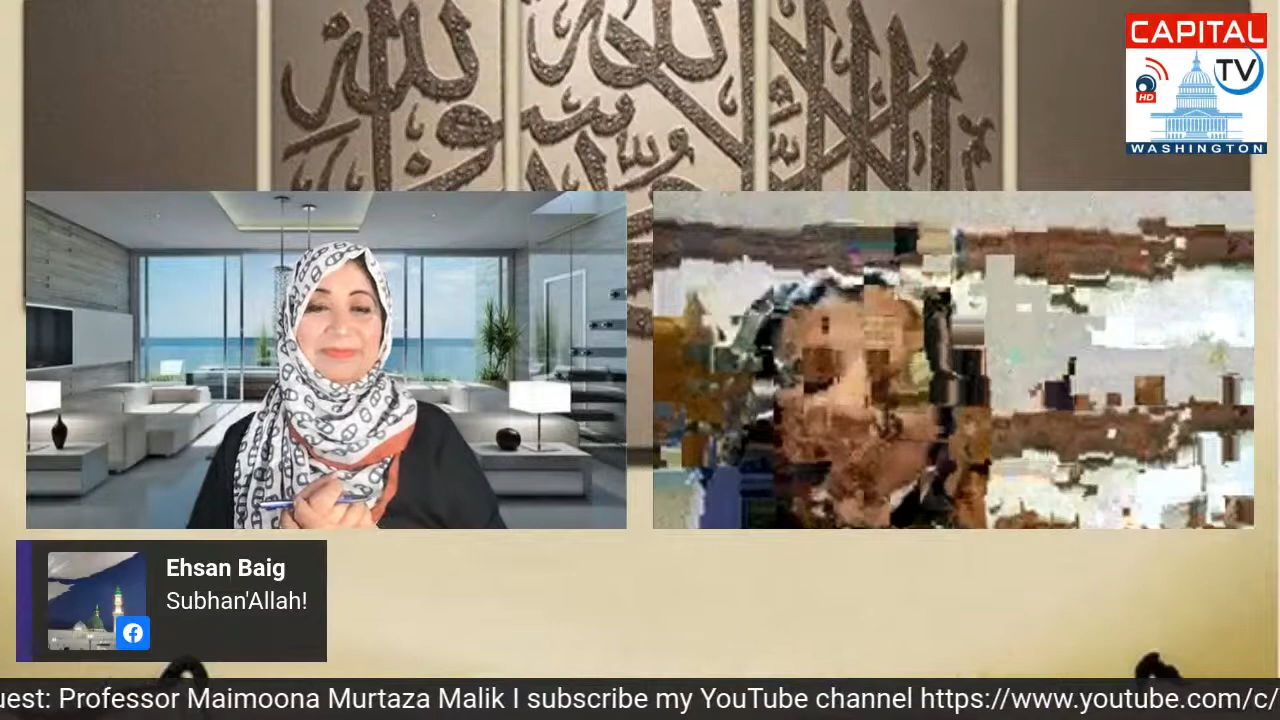 CAPITAL
TV
HD
WASHINGTON
Ehsan Baig
Subhan'Allah!
uest: Professor Maimoona Murtaza Malik I subscribe my YouTube channel https://www.youtube.com/c/